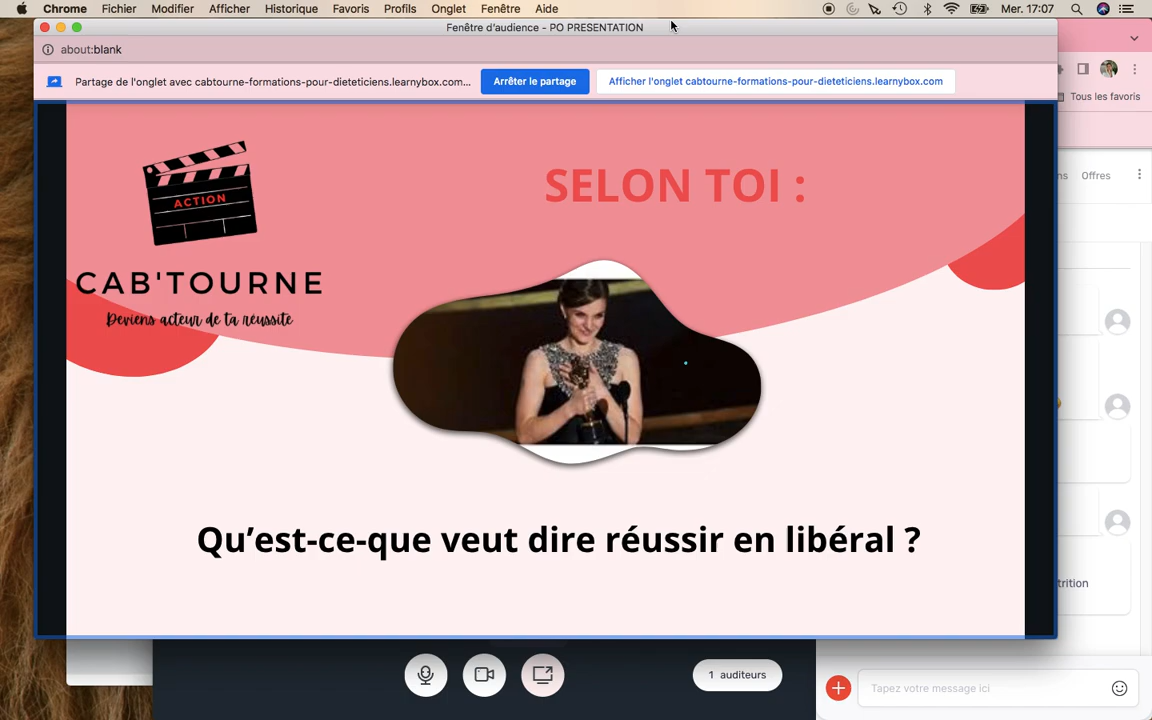 Chrome Fichier Modifier Afficher Historique Favoris Profils Onglet Fenêtre Aide Mer. 17:07
Fenêtre d'audience - PO PRESENTATION
about:blank
Partage de l'onglet avec cabtourne-formations-pour-dieteticiens.learnybox.com...
Arrêter le partage
Afficher l'onglet cabtourne-formations-pour-dieteticiens.learnybox.com
Tous les favoris
ns Offres
ACTION
SELON TOI :
CAB'TOURNE
Deviens acteur de ta réussite
Qu'est-ce-que veut dire réussir en libéral ?
trition
1 auditeurs
Tapez votre message ici